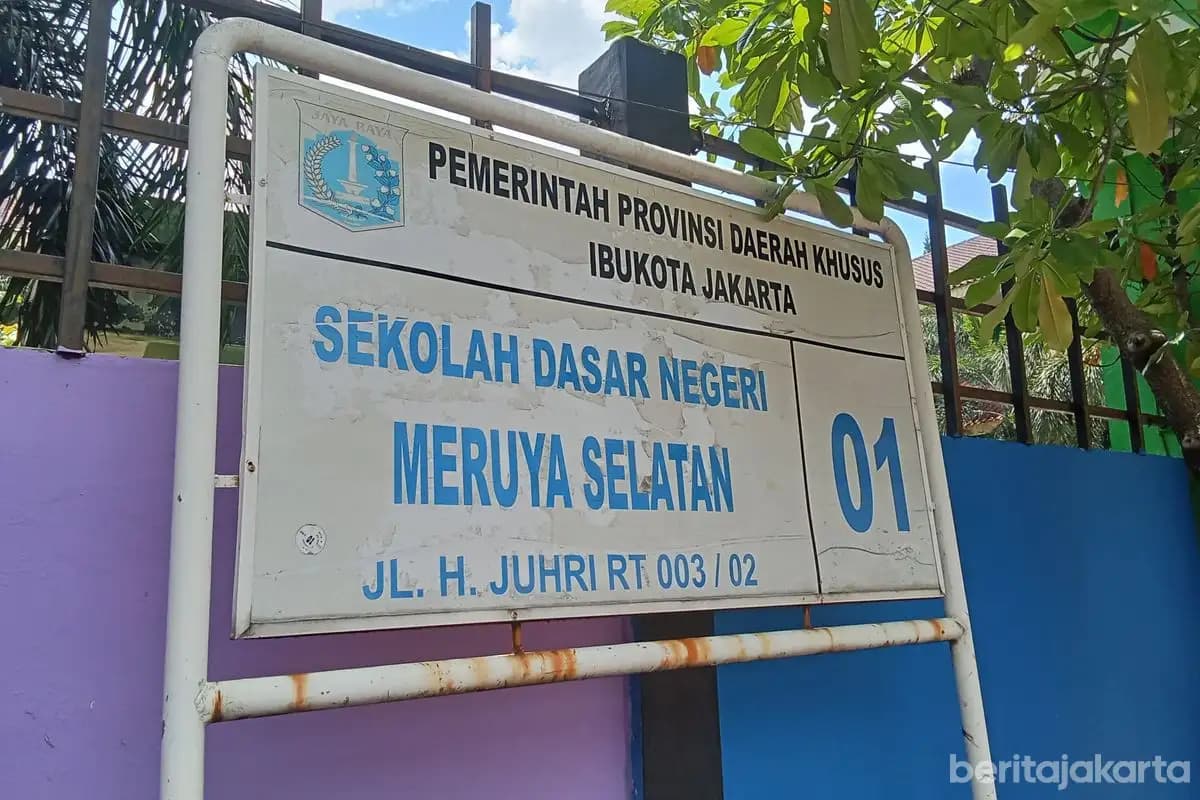 JAYA RAYA
PEMERINTAH PROVINSI DAERAH KHUSUS
IBUKOTA JAKARTA
SEKOLAH DASAR NEGERI
MERUYA SELATAN
01
JL. H. JUHRI RT 003 / 02
beritajakarta